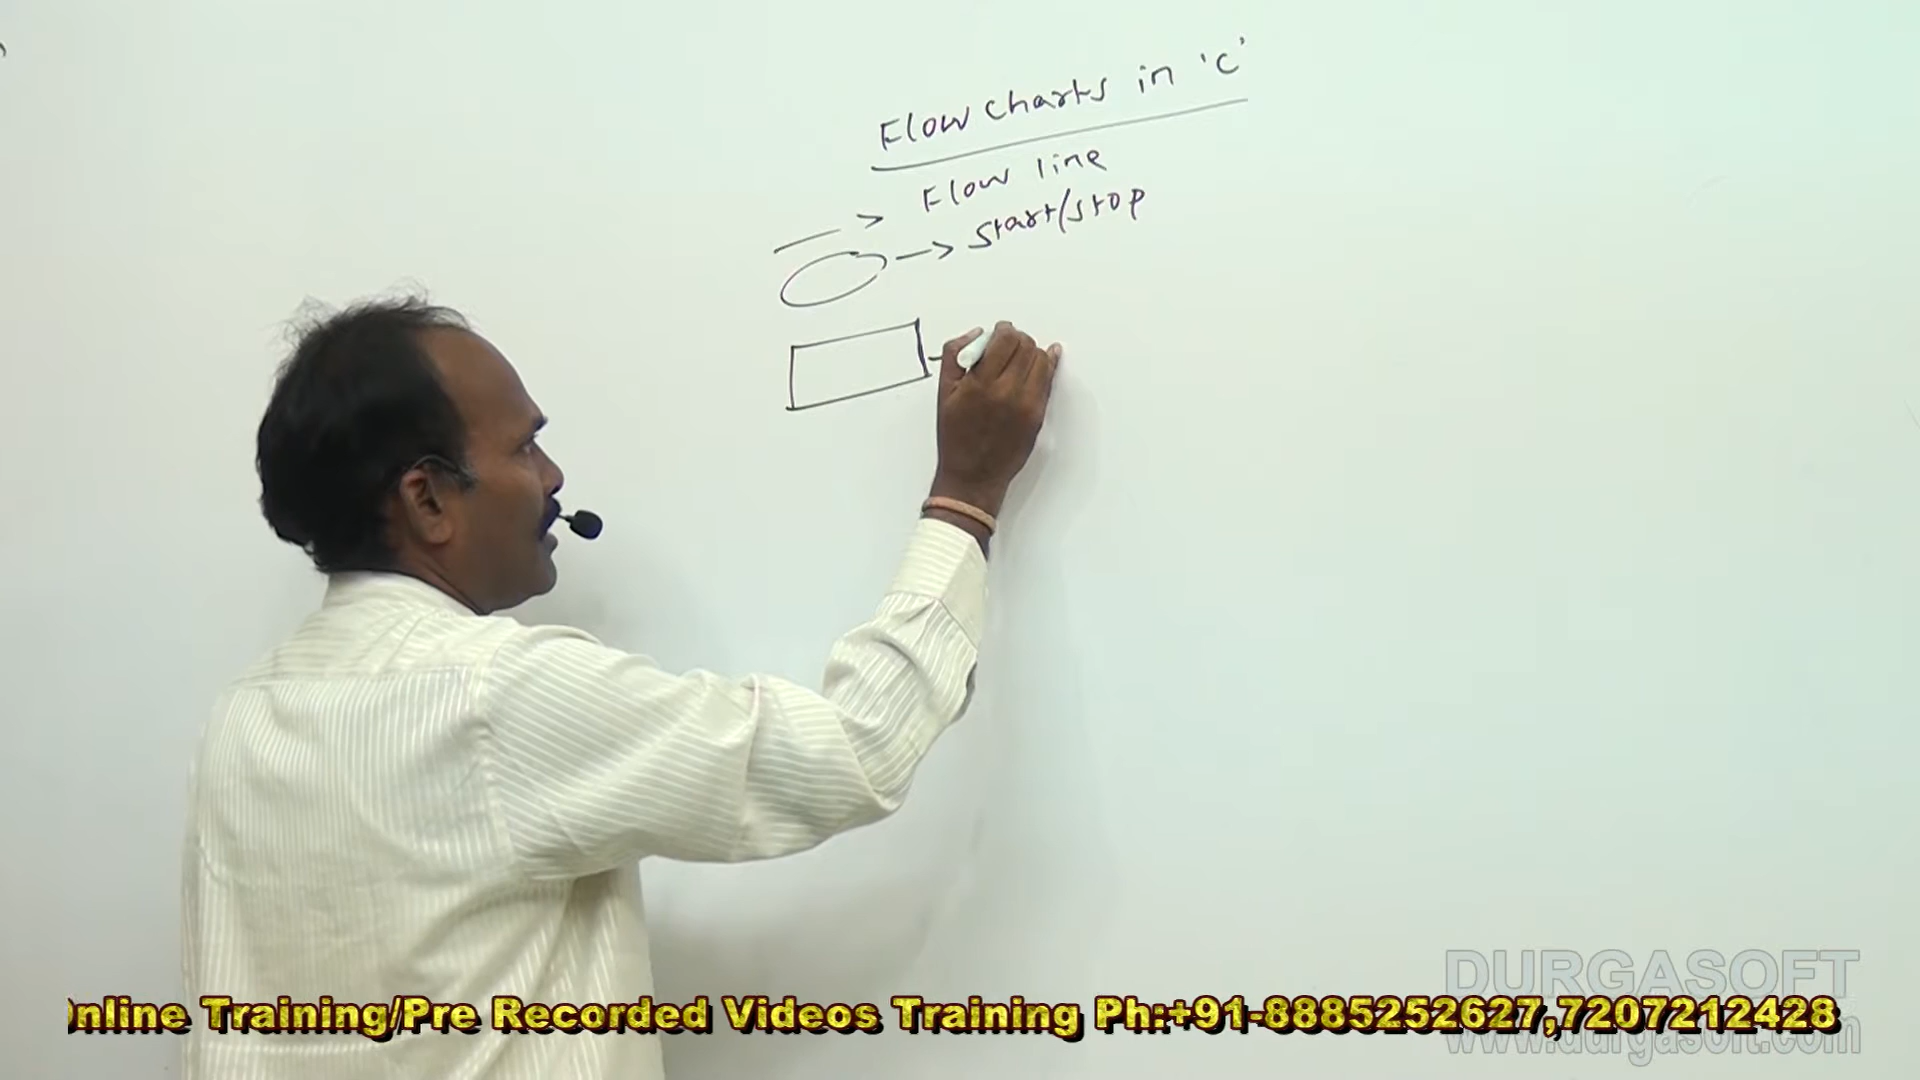 Flow Charts in 'C'
Flow line
Start/Stop
DURGASOFT
Online Training/Pre Recorded Videos Training Ph:+91-8885252627,7207212428
www.durgasoft.com